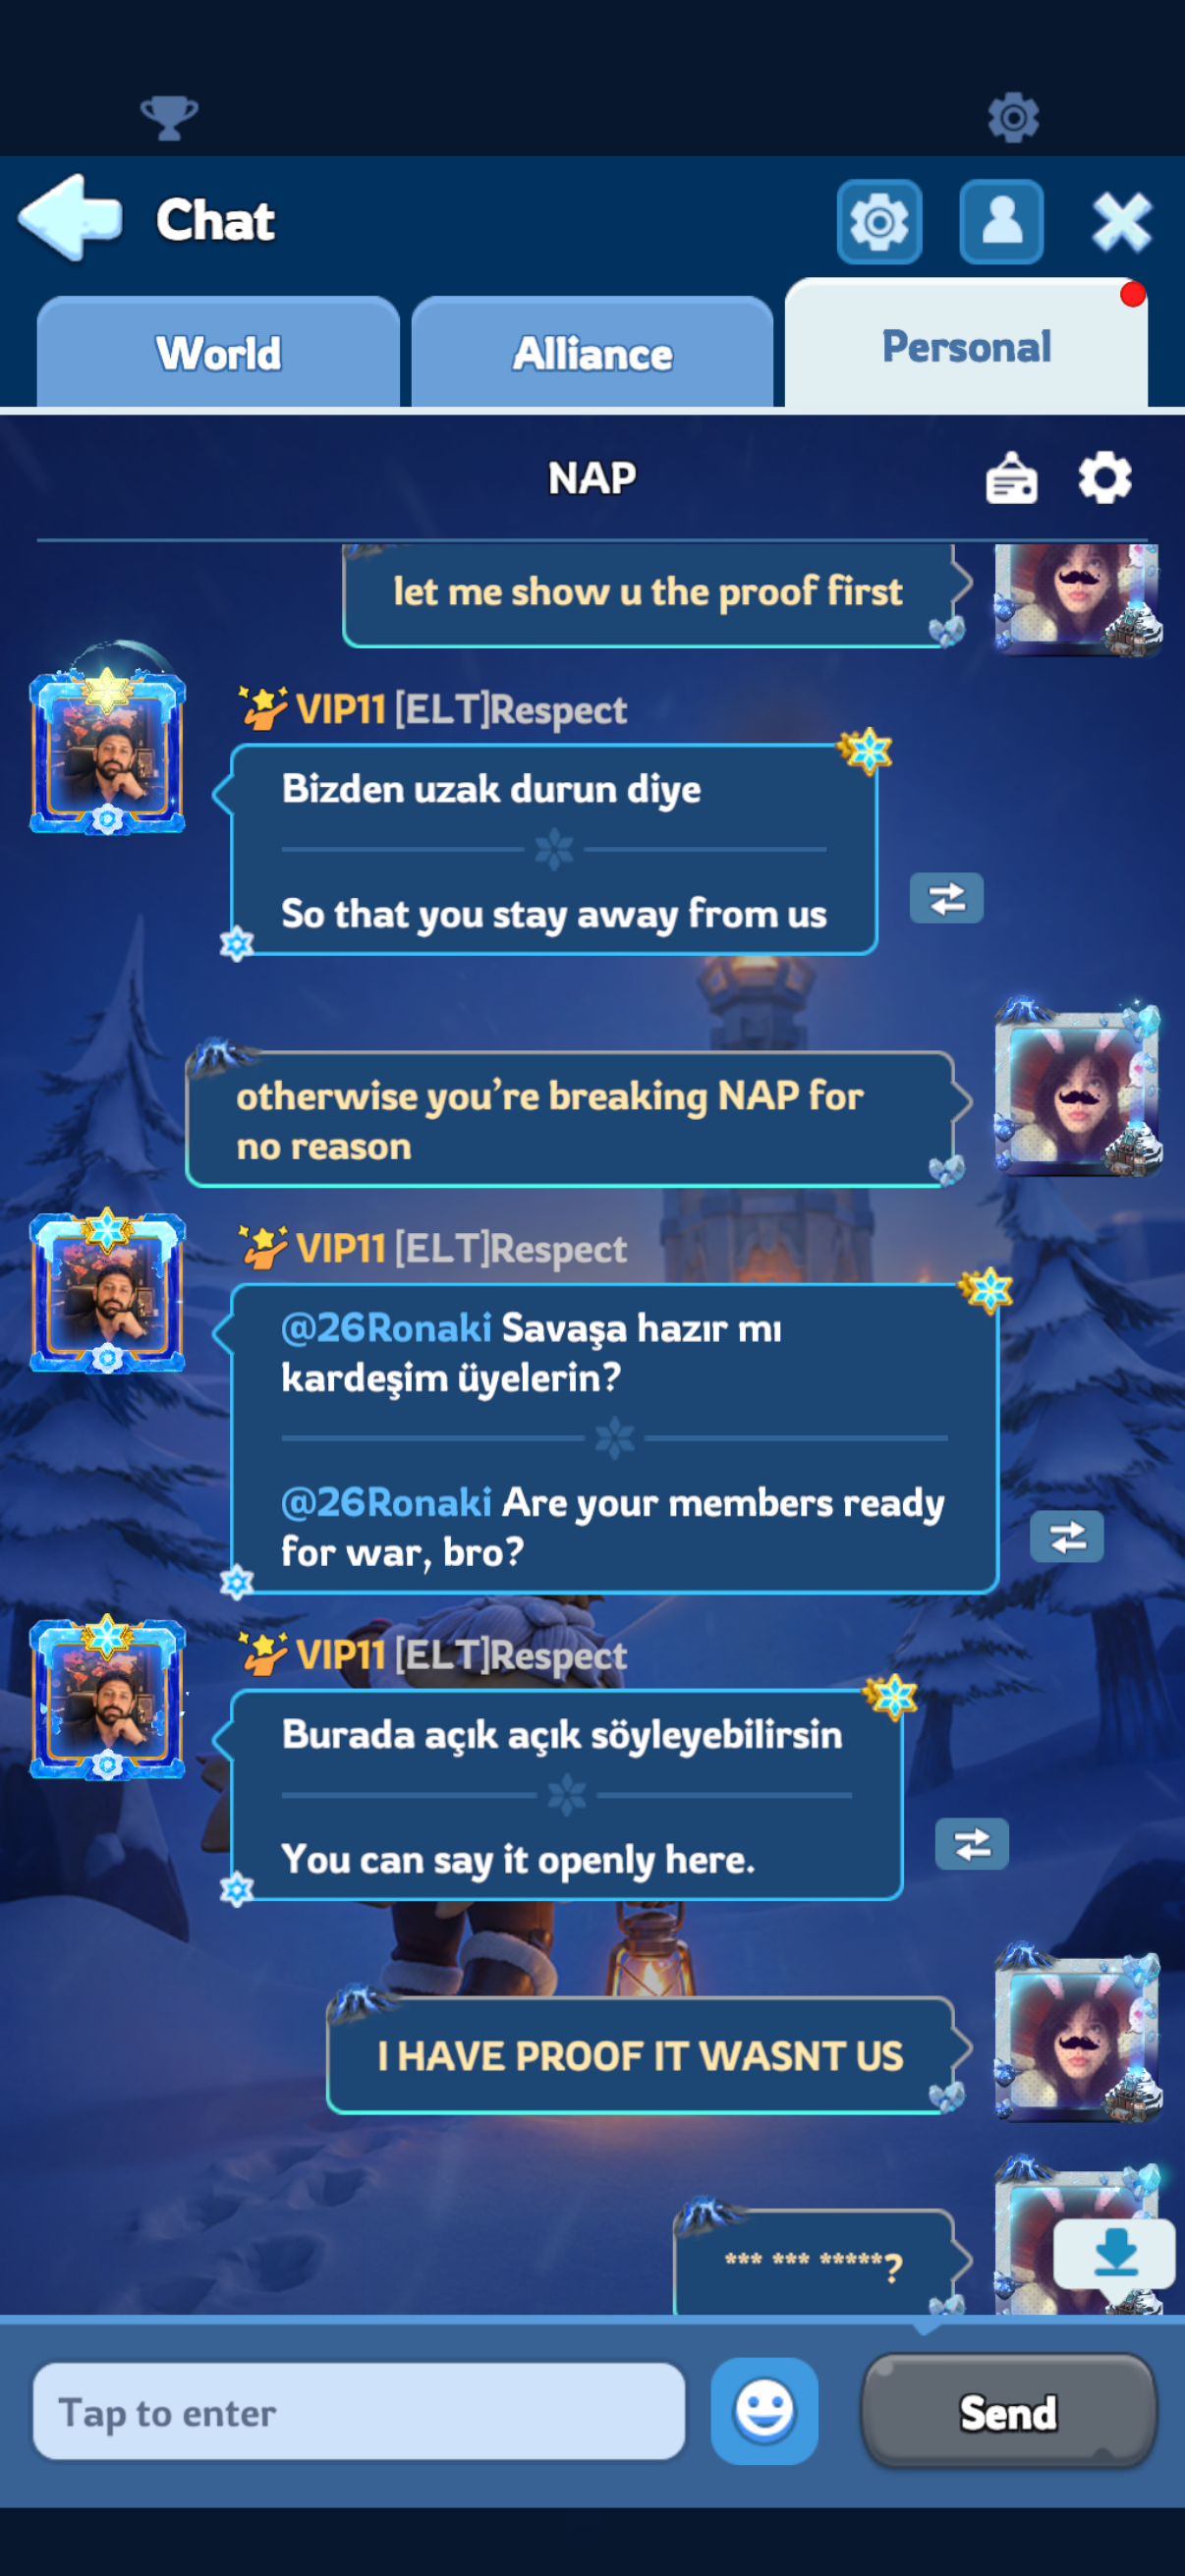 Chat
World
Alliance
Personal
NAP
let me show u the proof first
VIP11 [ELT]Respect
Bizden uzak durun diye
So that you stay away from us
otherwise you're breaking NAP for
no reason
VIP11 [ELT]Respect
@26Ronaki Savaşa hazır mı
kardeşim üyelerin?
@26Ronaki Are your members ready
for war, bro?
VIP11 [ELT]Respect
Burada açık açık söyleyebilirsin
You can say it openly here.
I HAVE PROOF IT WASNT US
*** *** *****?
Tap to enter
Send